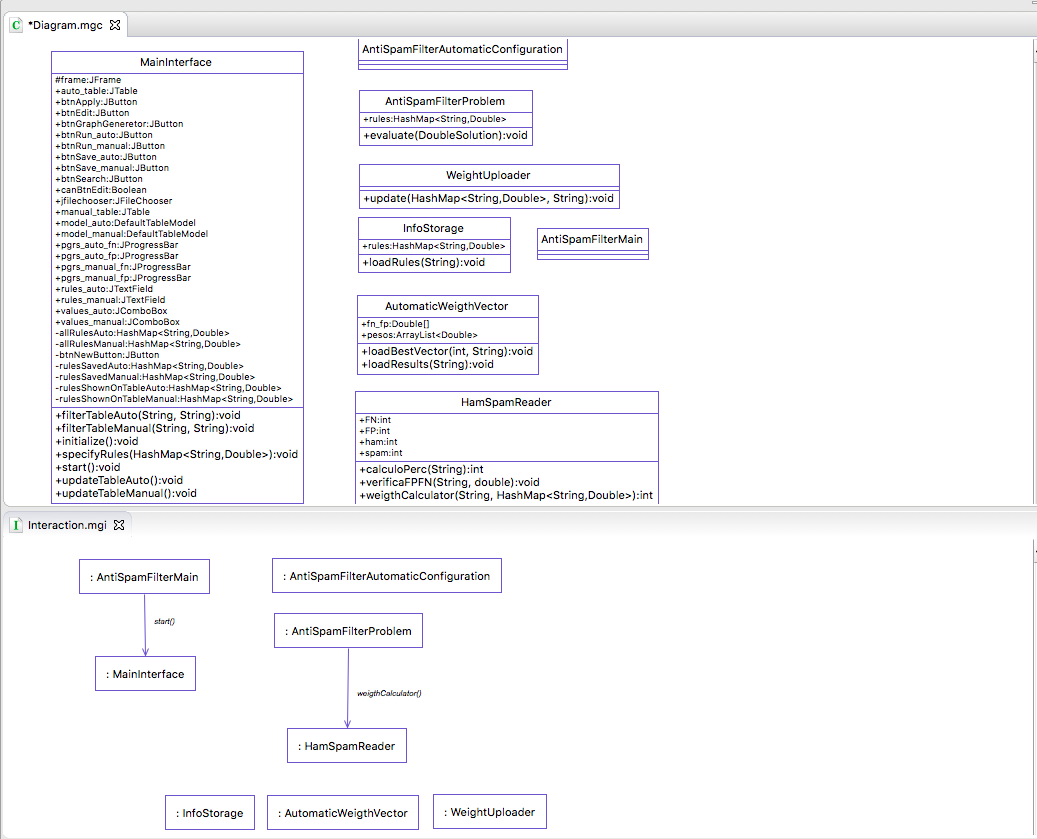 C *Diagram.mgc
MainInterface
#frame:JFrame
+auto_table:JTable
+btnApply:JButton
+btnEdit:JButton
+btnGraphGeneretor:JButton
+btnRun_auto:JButton
+btnRun_manual:JButton
+btnSave_auto:JButton
+btnSave_manual:JButton
+btnSearch:JButton
+canBtnEdit:Boolean
+jfilechooser:JFileChooser
+manual_table:JTable
+model_auto:DefaultTableModel
+model_manual:DefaultTableModel
+pgrs_auto_fn:JProgressBar
+pgrs_auto_fp:JProgressBar
+pgrs_manual_fn:JProgressBar
+pgrs_manual_fp:JProgressBar
+rules_auto:JTextField
+rules_manual:JTextField
+values_auto:JComboBox
+values_manual:JComboBox
-allRulesAuto:HashMap<String,Double>
-allRulesManual:HashMap<String,Double>
-btnNewButton:JButton
-rulesSavedAuto:HashMap<String,Double>
-rulesSavedManual:HashMap<String,Double>
-rulesShownOnTableAuto:HashMap<String,Double>
-rulesShownOnTableManual:HashMap<String,Double>
+filterTableAuto(String, String):void
+filterTableManual(String, String):void
+initialize():void
+specifyRules(HashMap<String,Double>):void
+start():void
+updateTableAuto():void
+updateTableManual():void
AntiSpamFilterAutomaticConfiguration
AntiSpamFilterProblem
+rules:HashMap<String,Double>
+evaluate(DoubleSolution):void
WeightUploader
+update(HashMap<String,Double>, String):void
InfoStorage
+rules:HashMap<String,Double>
+loadRules(String):void
AntiSpamFilterMain
AutomaticWeigthVector
+fn_fp:Double[]
+pesos:ArrayList<Double>
+loadBestVector(int, String):void
+loadResults(String):void
HamSpamReader
+FN:int
+FP:int
+ham:int
+spam:int
+calculoPerc(String):int
+verificaFPFN(String, double):void
+weigthCalculator(String, HashMap<String,Double>):int
I Interaction.mgi
: AntiSpamFilterMain
start()
: MainInterface
: AntiSpamFilterAutomaticConfiguration
: AntiSpamFilterProblem
weigthCalculator()
: HamSpamReader
: InfoStorage
: AutomaticWeigthVector
: WeightUploader